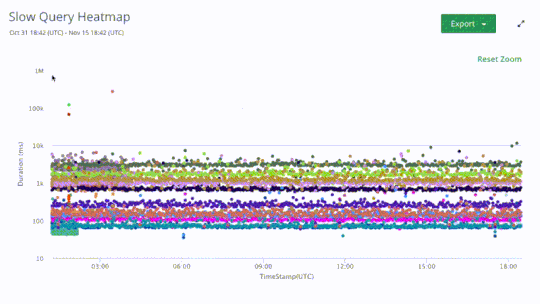 Slow Query Heatmap
Oct 31 18:42 (UTC) - Nov 15 18:42 (UTC)
Export
Reset Zoom
1M
100k
10k
1k
100
10
Duration (ms)
03:00
06:00
09:00
12:00
15:00
18:00
TimeStamp(UTC)